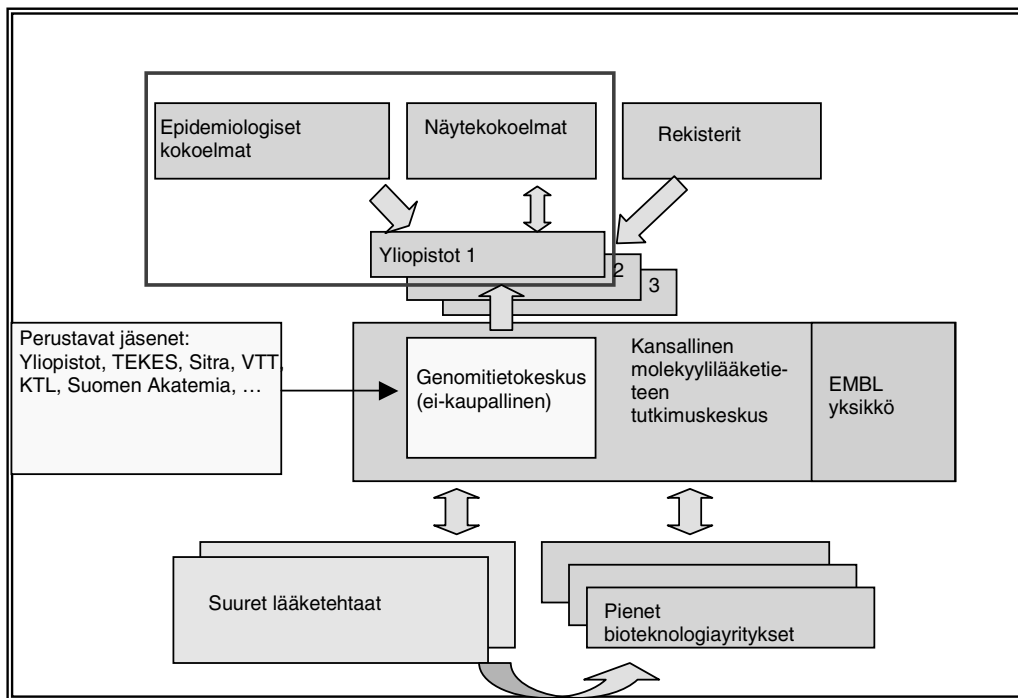 Epidemiologiset
kokoelmat
Näytekokoelmat
Rekisterit
Yliopistot 1
2
3
Perustavat jäsenet:
Yliopistot, TEKES, Sitra, VTT,
KTL, Suomen Akatemia, …
Genomitietokeskus
(ei-kaupallinen)
Kansallinen
molekyylilääketie-
teen
tutkimuskeskus
EMBL
yksikkö
Suuret lääketehtaat
Pienet
bioteknologiayritykset